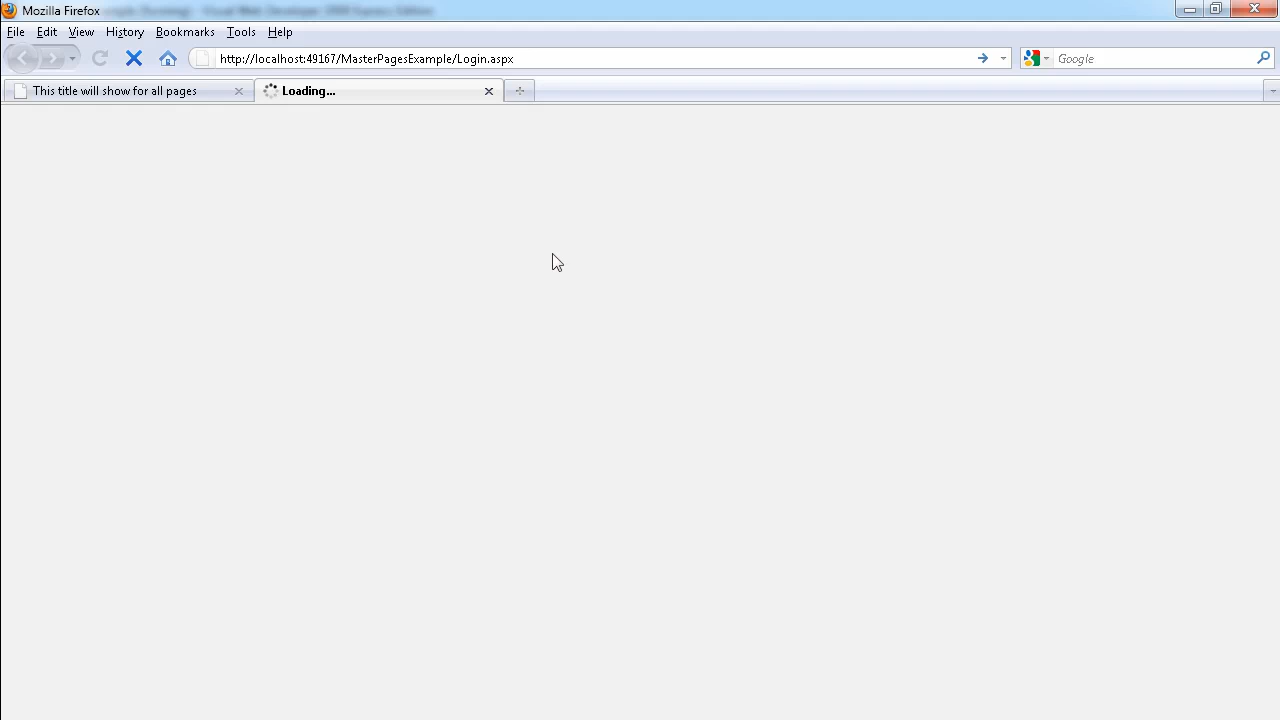 Mozilla Firefox
File Edit View History Bookmarks Tools Help
http://localhost:49167/MasterPagesExample/Login.aspx
Google
This title will show for all pages
Loading...